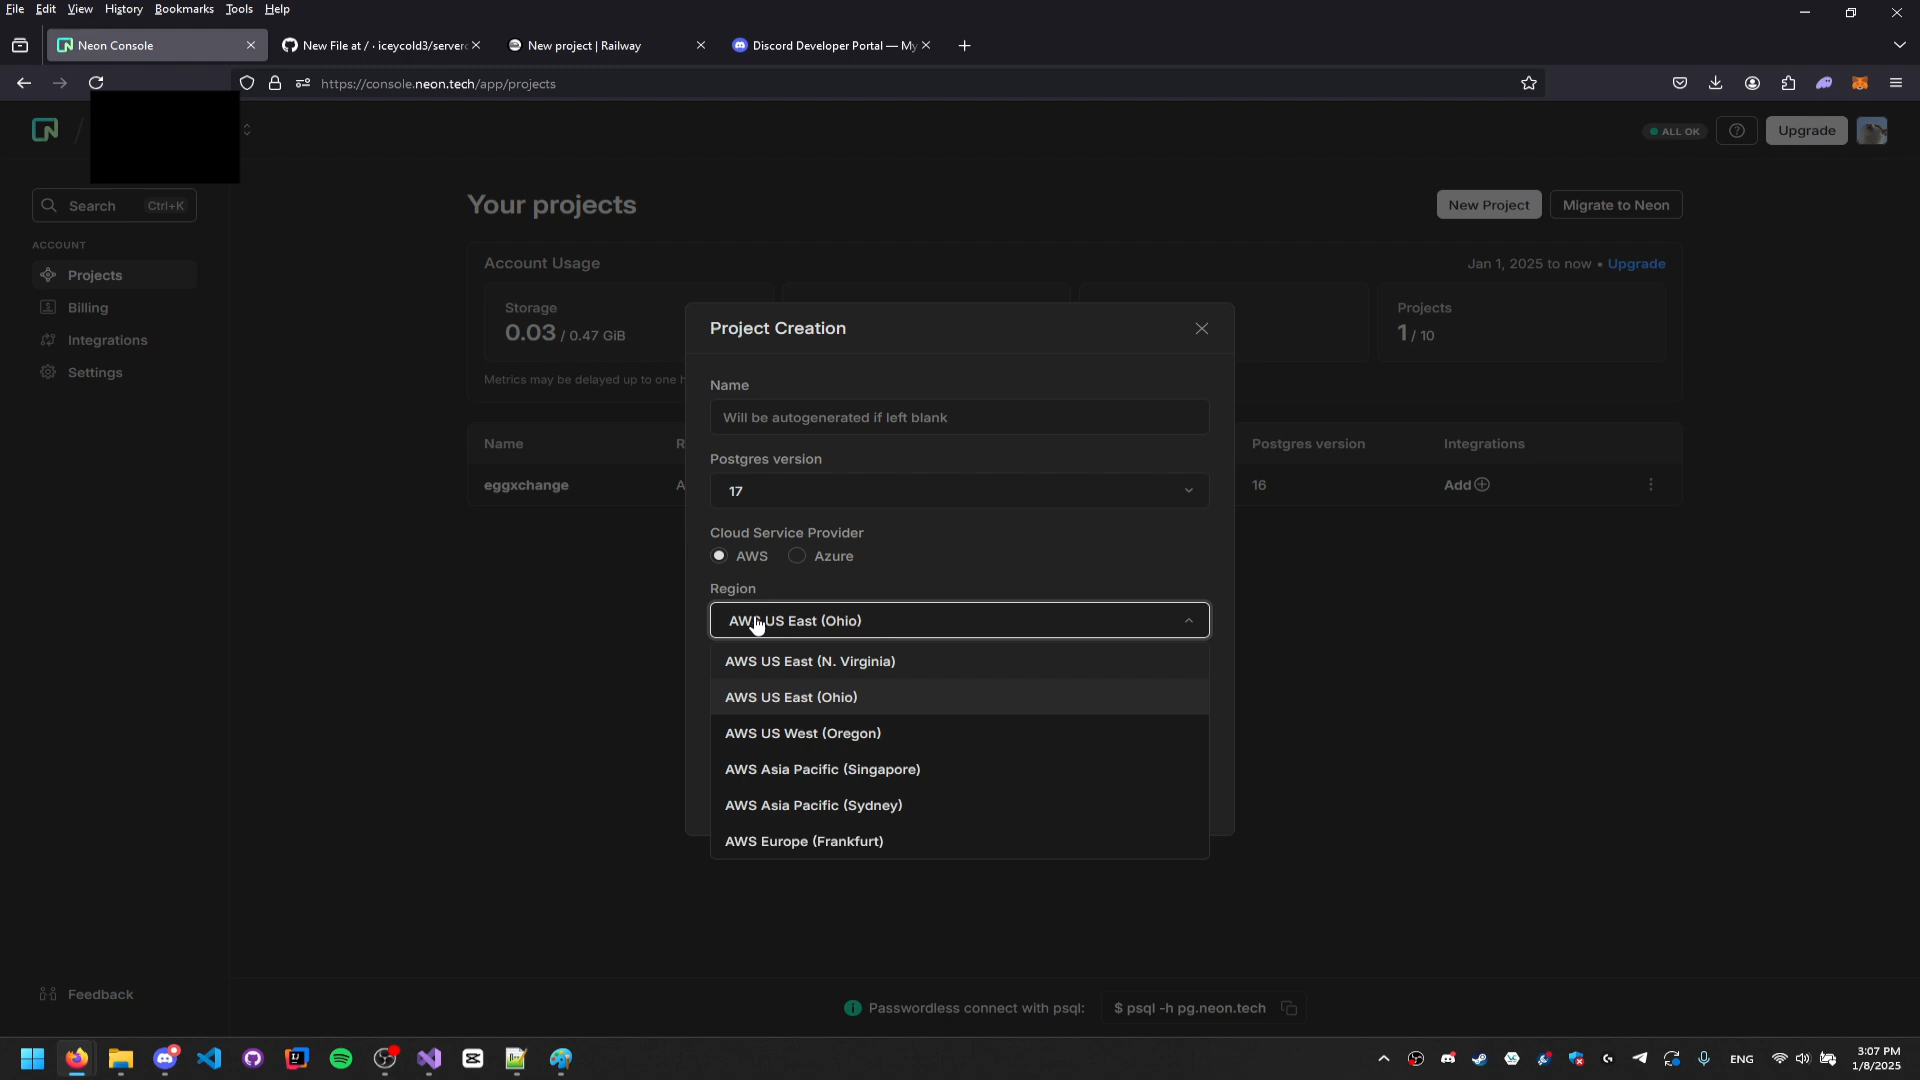 File Edit View History Bookmarks Tools Help
Neon Console
New File at / · iceycold3/server
New project | Railway
Discord Developer Portal — My
https://console.neon.tech/app/projects
ALL OK
Upgrade
Search Ctrl+K
ACCOUNT
Projects
Billing
Integrations
Settings
Feedback
Your projects
New Project
Migrate to Neon
Account Usage
Jan 1, 2025 to now • Upgrade
Storage
0.03 / 0.47 GiB
Projects
1 / 10
Metrics may be delayed up to one
Name
Postgres version
Integrations
eggxchange
16
Add
Project Creation
Name
Will be autogenerated if left blank
Postgres version
17
Cloud Service Provider
AWS
Azure
Region
AWS US East (Ohio)
AWS US East (N. Virginia)
AWS US East (Ohio)
AWS US West (Oregon)
AWS Asia Pacific (Singapore)
AWS Asia Pacific (Sydney)
AWS Europe (Frankfurt)
Passwordless connect with psql:
$ psql -h pg.neon.tech
ENG
3:07 PM
1/8/2025